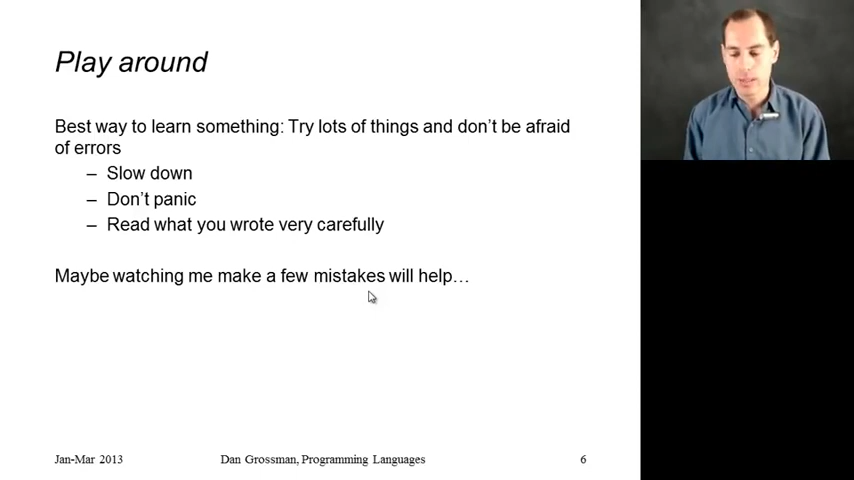 Play around
Best way to learn something: Try lots of things and don't be afraid
of errors
– Slow down
– Don't panic
– Read what you wrote very carefully
Maybe watching me make a few mistakes will help…
Jan-Mar 2013 Dan Grossman, Programming Languages 6